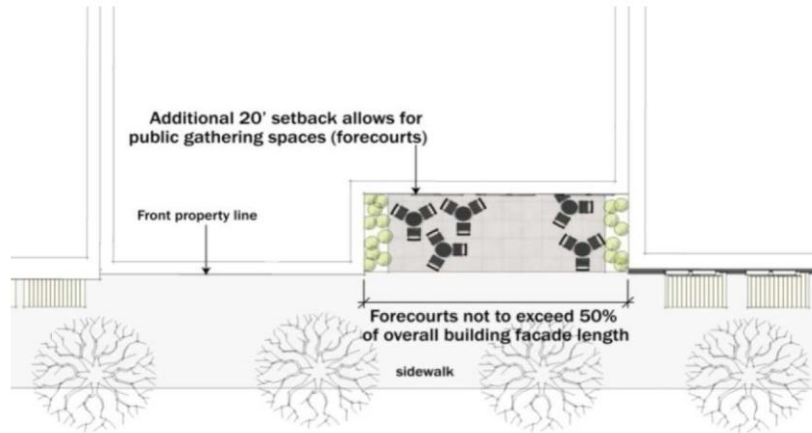 Additional 20' setback allows for
public gathering spaces (forecourts)
Front property line
Forecourts not to exceed 50%
of overall building facade length
sidewalk